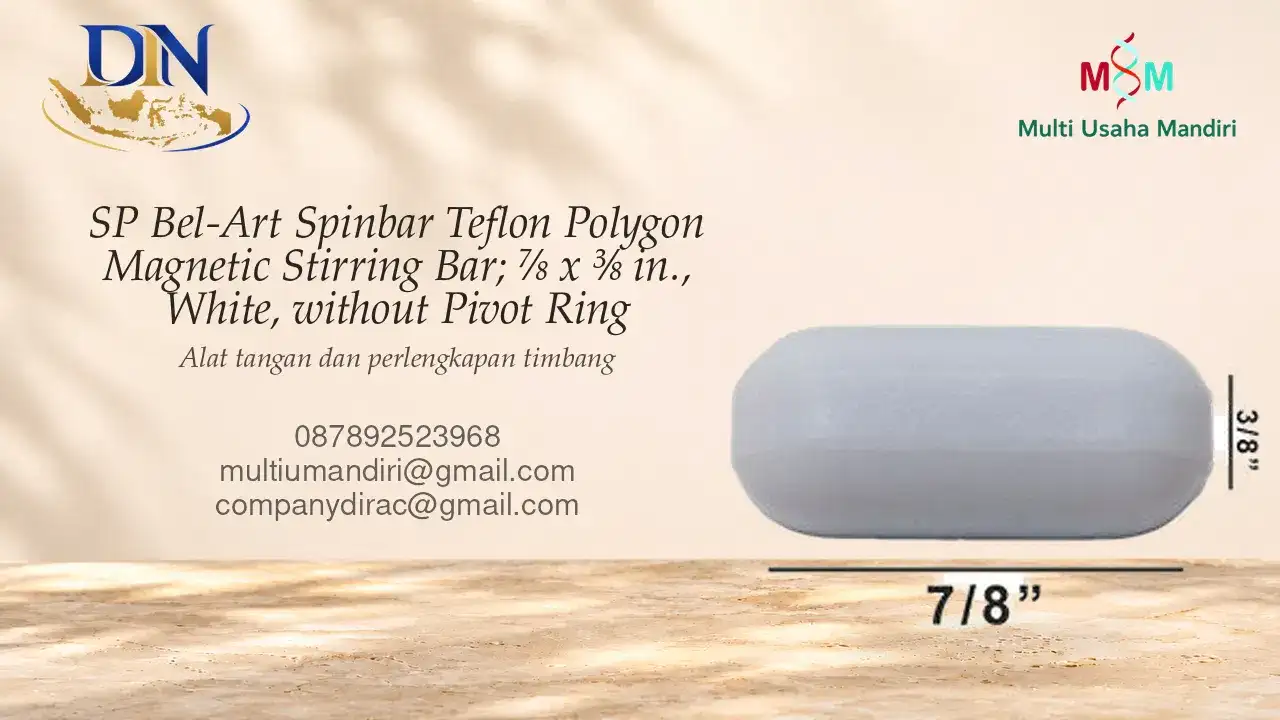 DN
M M
Multi Usaha Mandiri
SP Bel-Art Spinbar Teflon Polygon
Magnetic Stirring Bar; ⅞ x ⅜ in.,
White, without Pivot Ring
Alat tangan dan perlengkapan timbang
087892523968
multiumandiri@gmail.com
companydirac@gmail.com
3/8”
7/8”